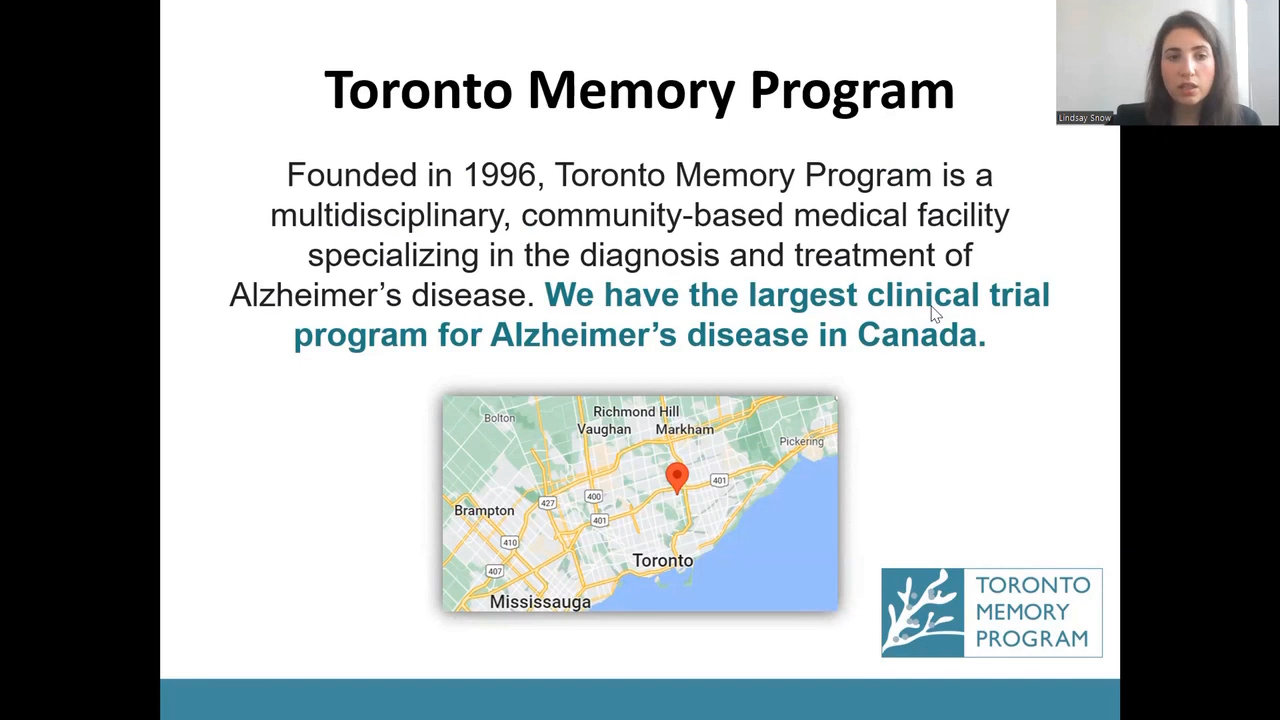 Toronto Memory Program
Lindsay Snow
Founded in 1996, Toronto Memory Program is a
multidisciplinary, community-based medical facility
specializing in the diagnosis and treatment of
Alzheimer’s disease. We have the largest clinical trial
program for Alzheimer’s disease in Canada.
Bolton
Richmond Hill
Vaughan
Markham
Pickering
401
400
427
Brampton
401
410
Toronto
407
Mississauga
TORONTO
MEMORY
PROGRAM